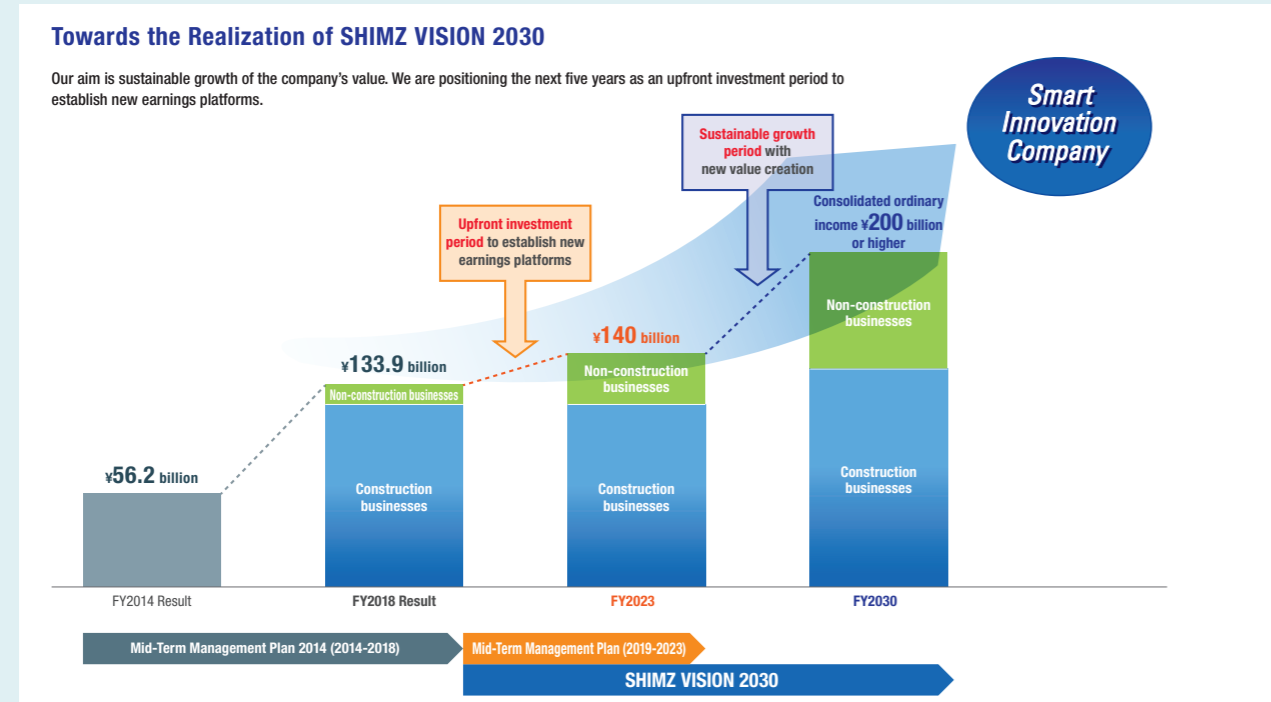 Towards the Realization of SHIMZ VISION 2030
Our aim is sustainable growth of the company's value. We are positioning the next five years as an upfront investment period to
establish new earnings platforms.
Smart
Innovation
Company
Sustainable growth
period with
new value creation
Consolidated ordinary
income ¥200 billion
or higher
Upfront investment
period to establish new
earnings platforms
Non-construction
businesses
¥140 billion
¥133.9 billion
Non-construction
businesses
Non-construction businesses
¥56.2 billion
Construction
businesses
Construction
businesses
Construction
businesses
FY2014 Result
FY2018 Result
FY2023
FY2030
Mid-Term Management Plan 2014 (2014-2018)
Mid-Term Management Plan (2019-2023)
SHIMZ VISION 2030